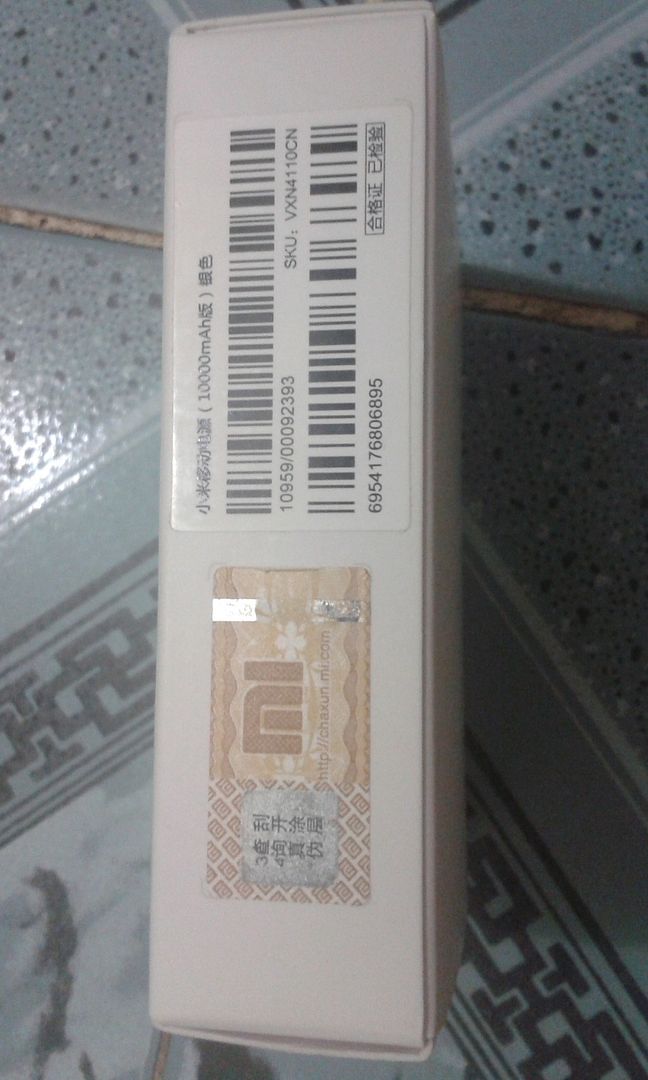 小米移动电源（10000mAh版）银色
10959/00092393
SKU: VXN4110CN
6954176806895
合格证 已检验
mi
http://chaxun.mi.com
刮开涂层
查询真伪